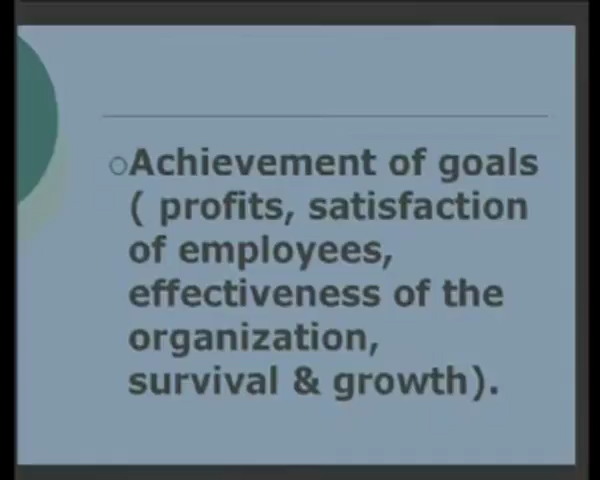 Achievement of goals
( profits, satisfaction
of employees,
effectiveness of the
organization,
survival & growth).